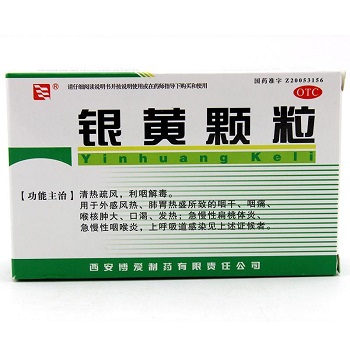 国药准字 Z20053156
®
请仔细阅读说明书并按说明使用或在药师指导下购买和使用
OTC
银黄颗粒
Yinhuang Keli
【功能主治】
清热疏风，利咽解毒。
用于外感风热、肺胃热盛所致的咽干、咽痛、
喉核肿大、口渴、发热；急慢性扁桃体炎、
急慢性咽喉炎，上呼吸道感染见上述证候者。
西安博爱制药有限责任公司